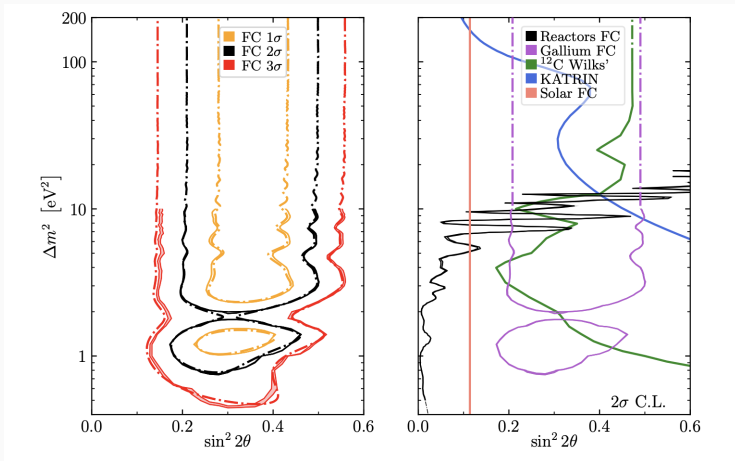 200
100
10
1
Δm² [eV²]
FC 1σ
FC 2σ
FC 3σ
0.0 0.2 0.4 0.6
sin² 2θ
Reactors FC
Gallium FC
¹²C Wilks’
KATRIN
Solar FC
2σ C.L.
0.0 0.2 0.4 0.6
sin² 2θ